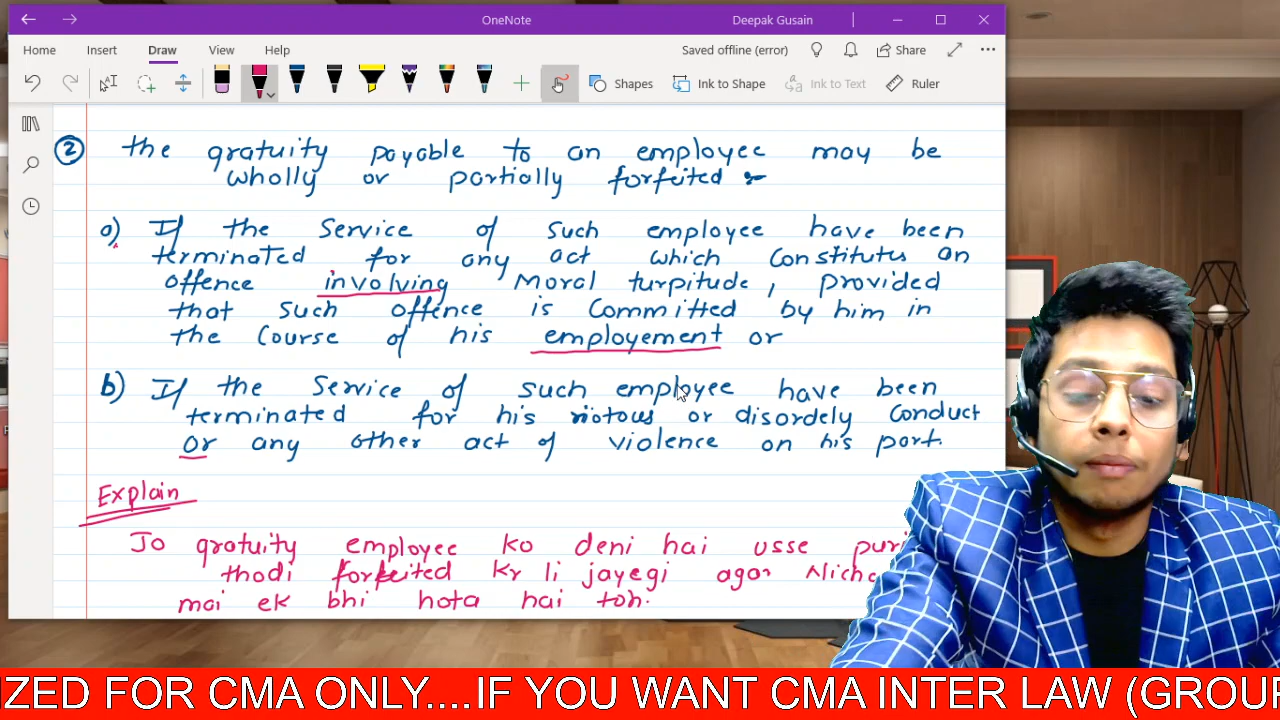 OneNote
Deepak Gusain
Home Insert Draw View Help
Saved offline (error)
Share
Shapes
Ink to Shape
Ink to Text
Ruler
② the gratuity payable to an employee may be
wholly or partially forfeited :-
a) If the Service of such employee have been
terminated for any act which Constitutes an
offence involving Moral turpitude, provided
that such offence is Committed by him in
the Course of his employement or
b) If the Service of such employee have been
terminated for his riotous or disordely Conduct
or any other act of violence on his part.
Explain
Jo gratuity employee ko deni hai usse puri
thodi forfeited kr li jayegi agar Niche
mai ek bhi hota hai toh.
IZED FOR CMA ONLY....IF YOU WANT CMA INTER LAW (GROUP